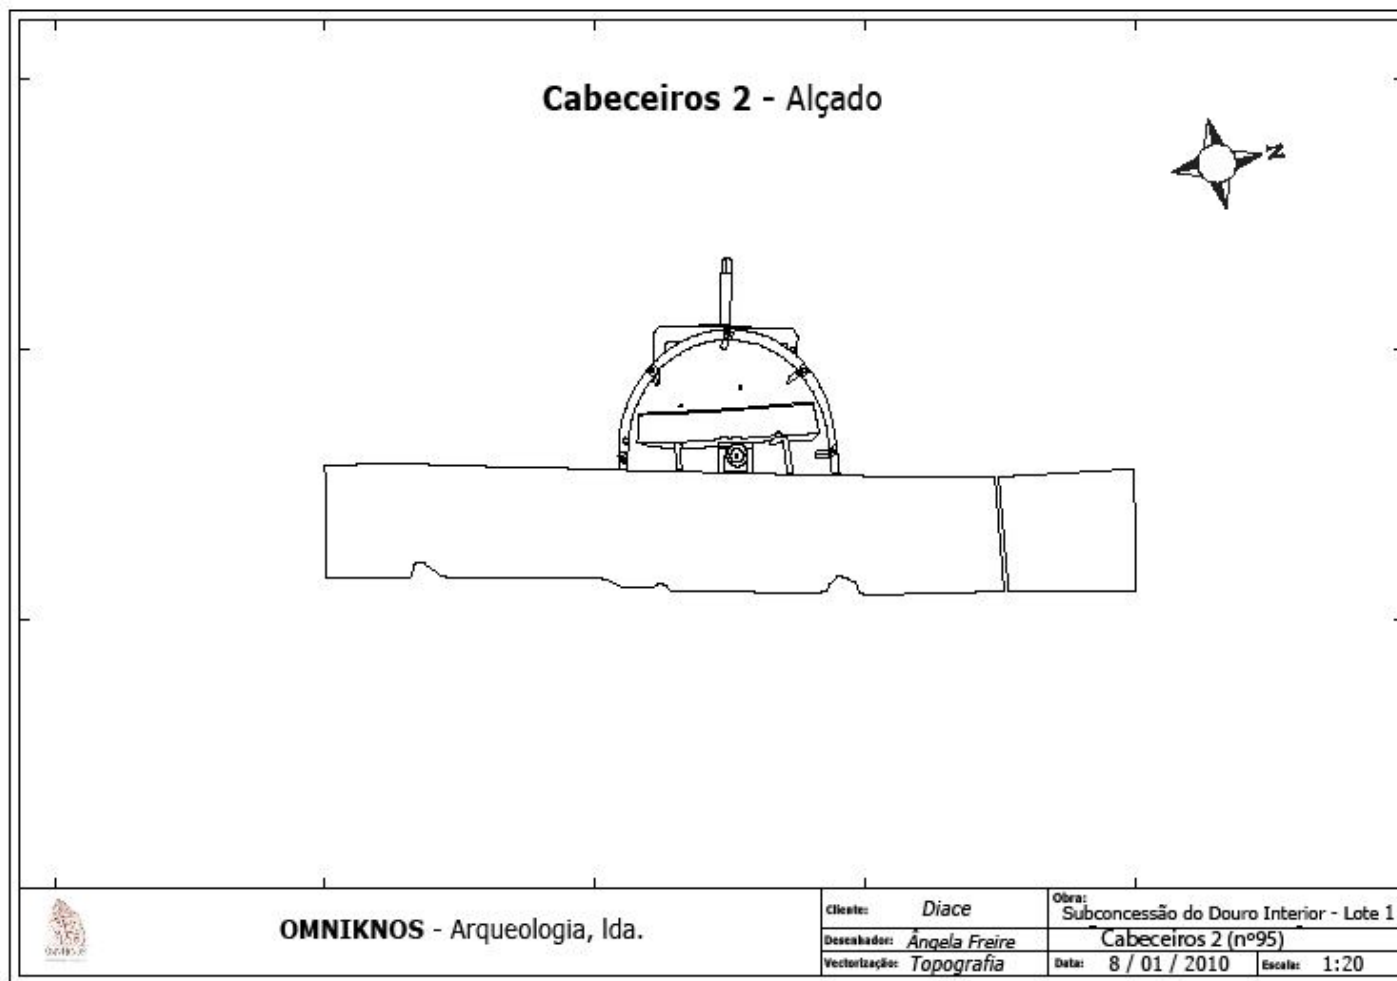 Cabeceiros 2 - Alçado
N
OMNIKNOS - Arqueologia, lda.
Cliente: Diace
Desenhador: Ângela Freire
Vectorização: Topografia
Obra:
Subconcessão do Douro Interior - Lote 1
Cabeceiros 2 (nº95)
Data: 8 / 01 / 2010
Escala: 1:20